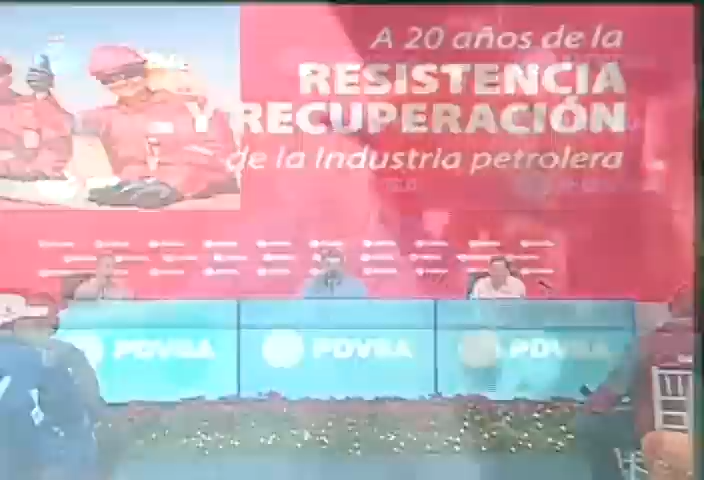 A 20 años de la
RESISTENCIA
Y RECUPERACIÓN
de la Industria petrolera
PDVSA PDVSA PDVSA